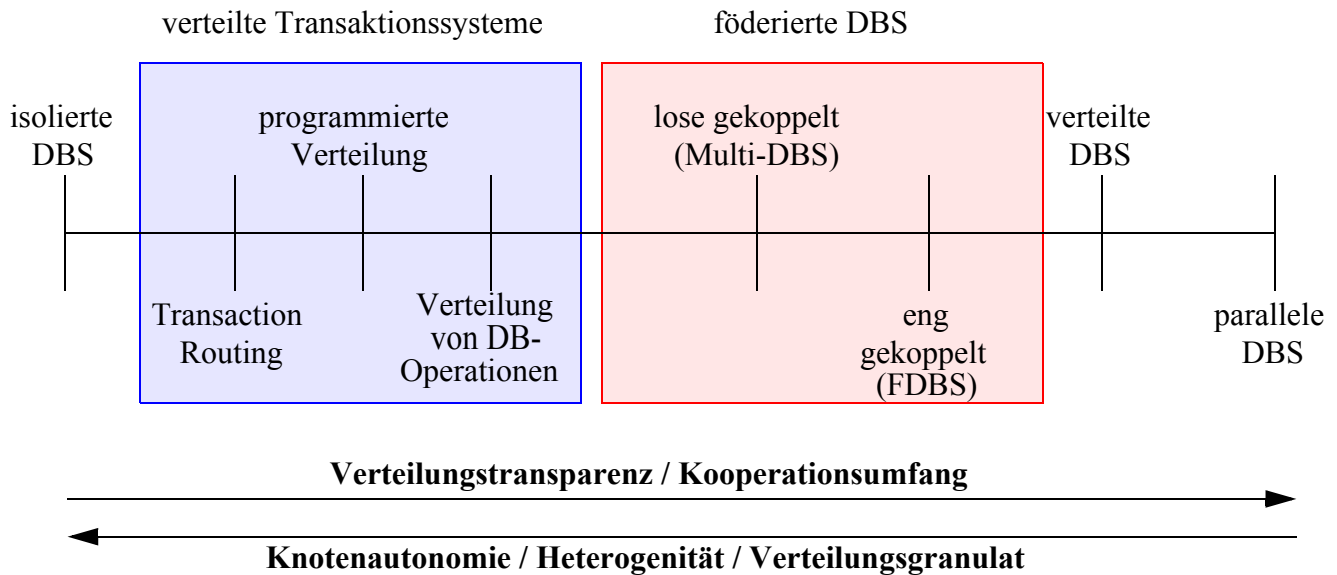 verteilte Transaktionssysteme
föderierte DBS
isolierte
DBS
programmierte
Verteilung
lose gekoppelt
(Multi-DBS)
verteilte
DBS
Transaction
Routing
Verteilung
von DB-
Operationen
eng
gekoppelt
(FDBS)
parallele
DBS
Verteilungstransparenz / Kooperationsumfang
Knotenautonomie / Heterogenität / Verteilungsgranulat